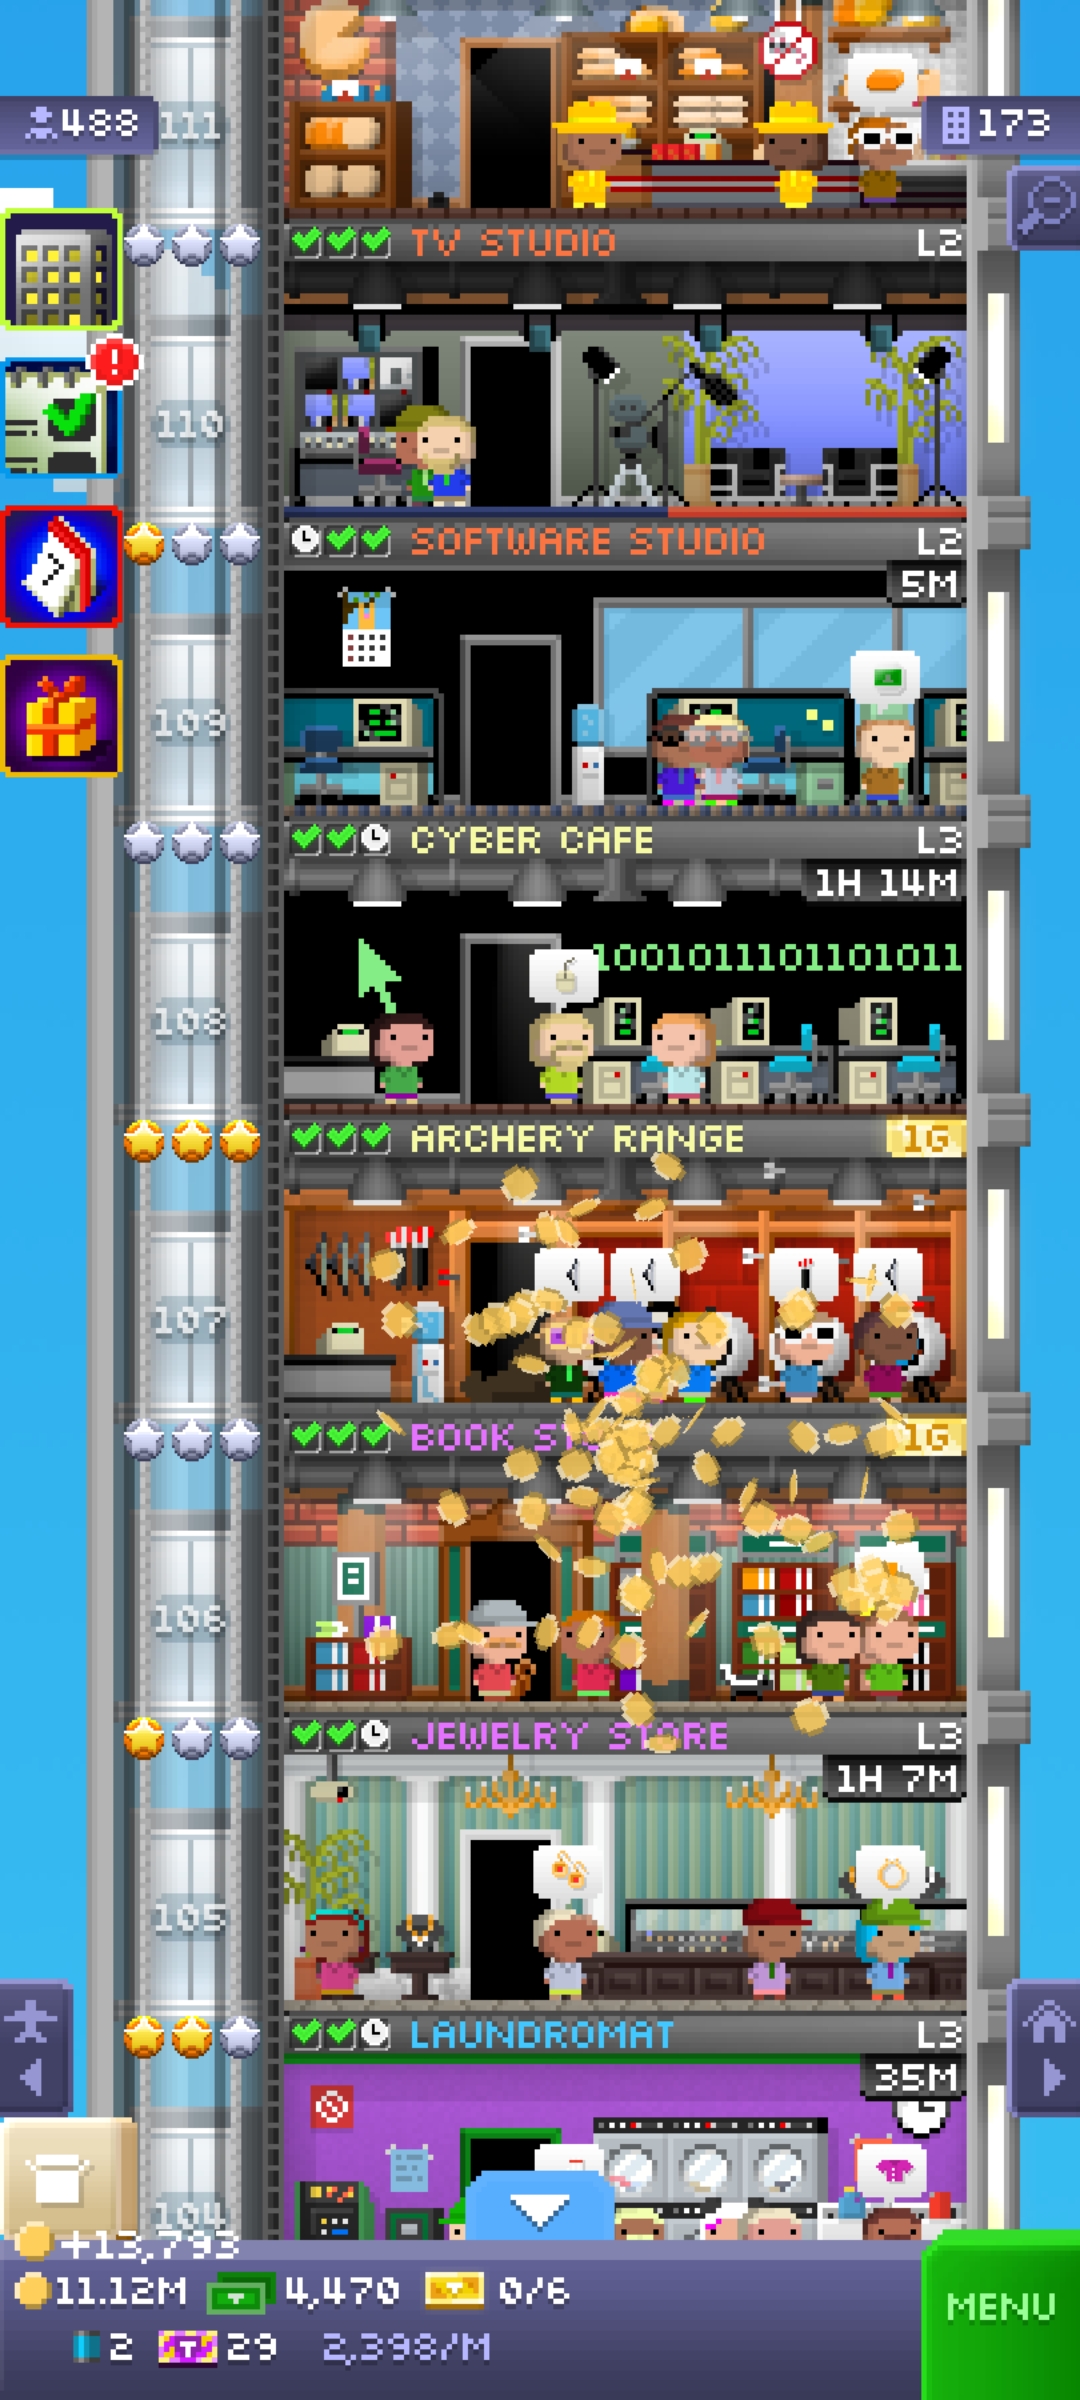 488
111
173
TV STUDIO
L2
110
7
SOFTWARE STUDIO
L2
5M
109
CYBER CAFE
L3
1H 14M
1001011101101011
108
ARCHERY RANGE
1G
107
BOOK
1G
8
106
JEWELRY STORE
L3
1H 7M
105
LAUNDROMAT
L3
35M
104
+13,793
11.12M
4,470
0/6
MENU
2
T
29
2,398/M